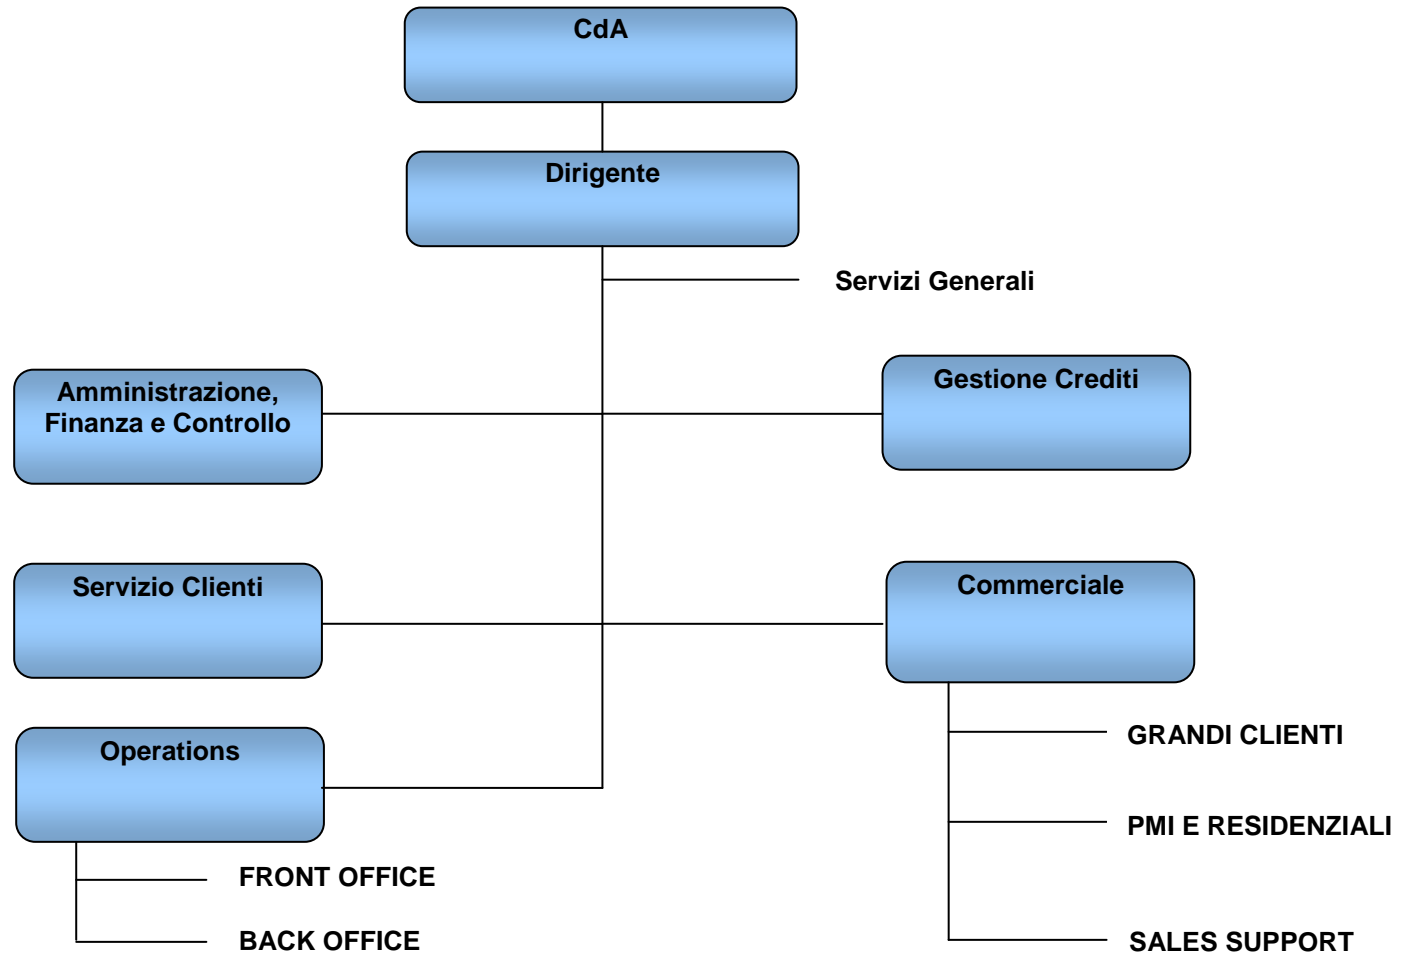 CdA
Dirigente
Servizi Generali
Amministrazione,
Finanza e Controllo
Gestione Crediti
Servizio Clienti
Commerciale
Operations
GRANDI CLIENTI
PMI E RESIDENZIALI
SALES SUPPORT
FRONT OFFICE
BACK OFFICE